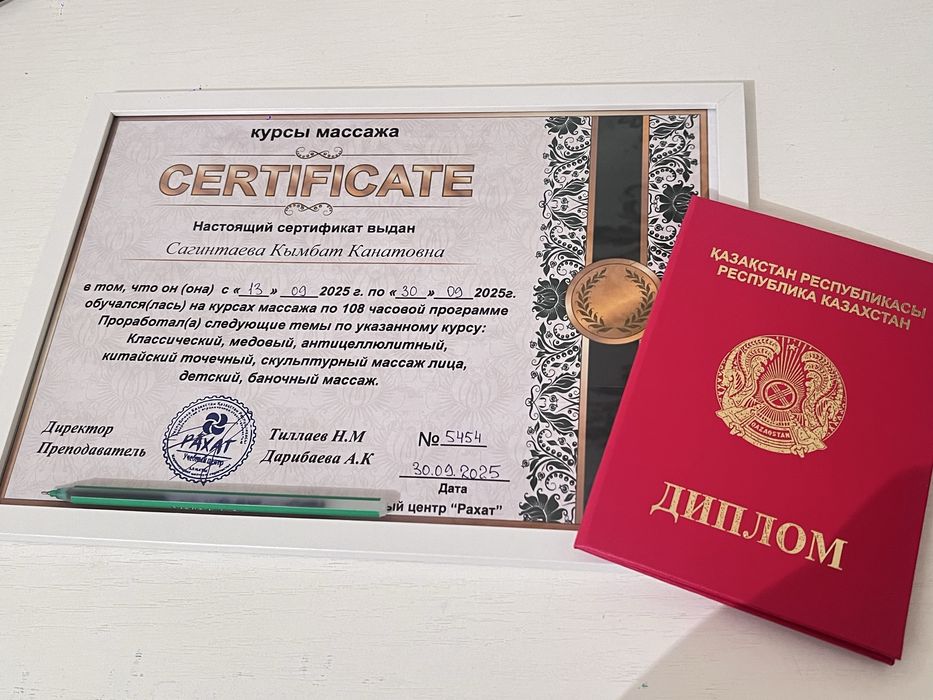 курсы массажа
CERTIFICATE
Настоящий сертификат выдан
Сагинтаева Кымбат Канатовна
в том, что он (она) с «13» 09 2025 г. по «30» 09 2025г.
обучался(лась) на курсах массажа по 108 часовой программе
Проработал(а) следующие темы по указанному курсу:
Классический, медовый, антицеллюлитный,
китайский точечный, скульптурный массаж лица,
детский, баночный массаж.
Директор
Преподаватель
РАХАТ
Учебный центр
Тиллаев Н.М
Дарибаева А.К
№ 5454
30.09.2025
Дата
центр “Рахат”
ҚАЗАҚСТАН РЕСПУБЛИКАСЫ
РЕСПУБЛИКА КАЗАХСТАН
QAZAQSTAN
ДИПЛОМ